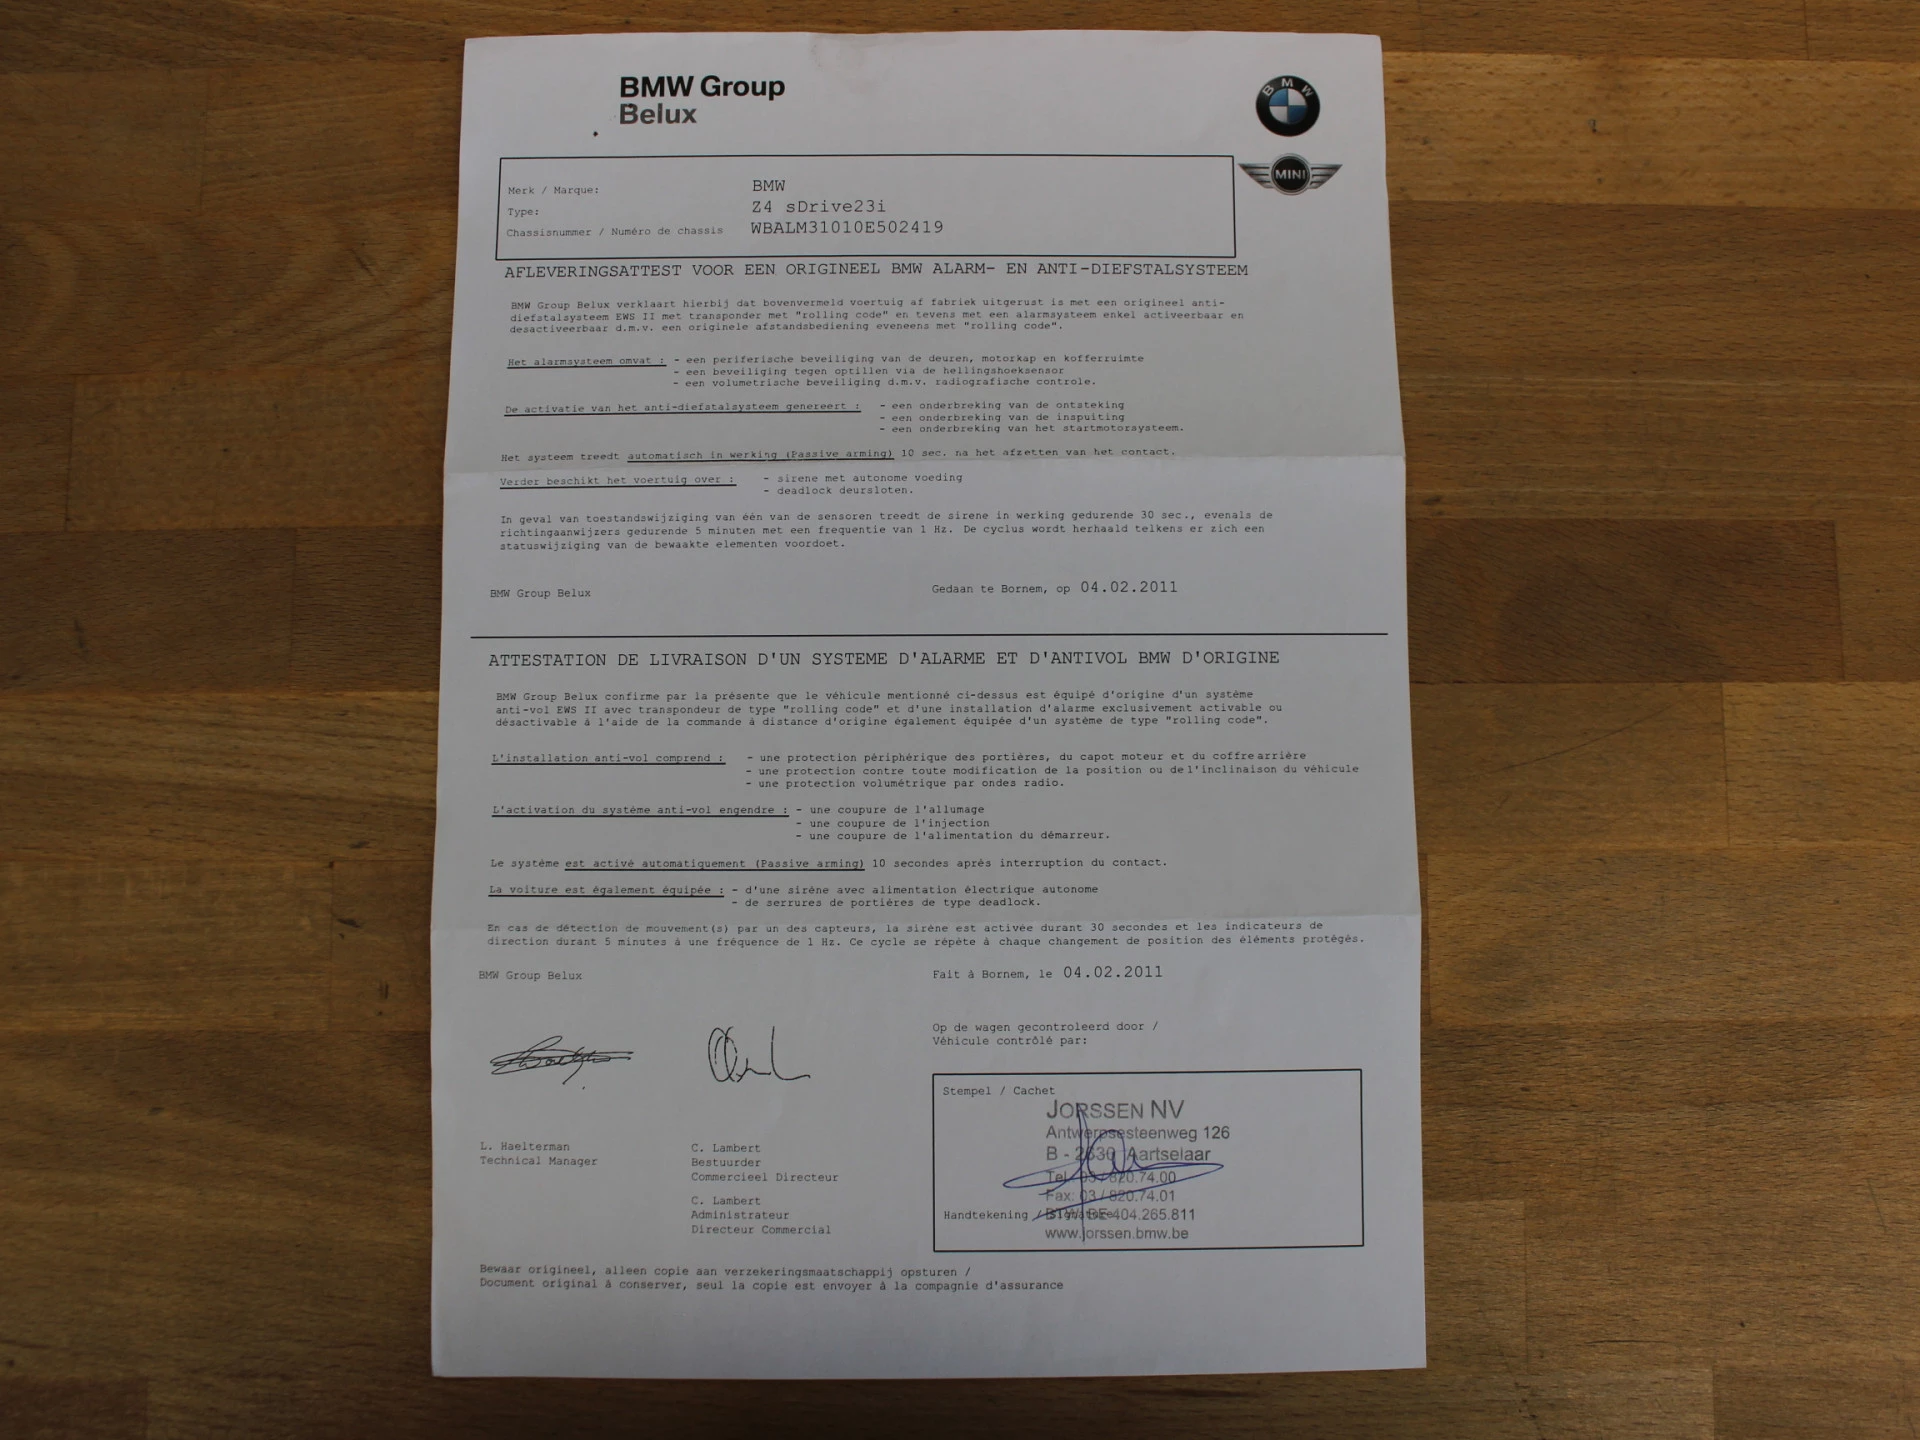 BMW Group
Belux
BMW
MINI
Merk / Marque: BMW
Type: Z4 sDrive23i
Chassisnummer / Numéro de chassis WBALM31010E502419
AFLEVERINGSATTEST VOOR EEN ORIGINEEL BMW ALARM- EN ANTI-DIEFSTALSYSTEEM
BMW Group Belux verklaart hierbij dat bovenvermeld voertuig af fabriek uitgerust is met een origineel anti-
diefstalsysteem EWS II met transponder met "rolling code" en tevens met een alarmsysteem enkel activeerbaar en
desactiveerbaar d.m.v. een originele afstandsbediening eveneens met "rolling code".
Het alarmsysteem omvat : - een periferische beveiliging van de deuren, motorkap en kofferruimte
- een beveiliging tegen optillen via de hellingshoeksensor
- een volumetrische beveiliging d.m.v. radiografische controle.
De activatie van het anti-diefstalsysteem genereert : - een onderbreking van de ontsteking
- een onderbreking van de inspuiting
- een onderbreking van het startmotorsysteem.
Het systeem treedt automatisch in werking (Passive arming) 10 sec. na het afzetten van het contact.
Verder beschikt het voertuig over : - sirene met autonome voeding
- deadlock deursloten.
In geval van toestandswijziging van één van de sensoren treedt de sirene in werking gedurende 30 sec., evenals de
richtingaanwijzers gedurende 5 minuten met een frequentie van 1 Hz. De cyclus wordt herhaald telkens er zich een
statuswijziging van de bewaakte elementen voordoet.
BMW Group Belux Gedaan te Bornem, op 04.02.2011
ATTESTATION DE LIVRAISON D'UN SYSTEME D'ALARME ET D'ANTIVOL BMW D'ORIGINE
BMW Group Belux confirme par la présente que le véhicule mentionné ci-dessus est équipé d'origine d'un système
anti-vol EWS II avec transpondeur de type "rolling code" et d'une installation d'alarme exclusivement activable ou
désactivable à l'aide de la commande à distance d'origine également équipée d'un système de type "rolling code".
L'installation anti-vol comprend : - une protection périphérique des portières, du capot moteur et du coffre arrière
- une protection contre toute modification de la position ou de l'inclinaison du véhicule
- une protection volumétrique par ondes radio.
L'activation du système anti-vol engendre : - une coupure de l'allumage
- une coupure de l'injection
- une coupure de l'alimentation du démarreur.
Le système est activé automatiquement (Passive arming) 10 secondes après interruption du contact.
La voiture est également équipée : - d'une sirène avec alimentation électrique autonome
- de serrures de portières de type deadlock.
En cas de détection de mouvement(s) par un des capteurs, la sirène est activée durant 30 secondes et les indicateurs de
direction durant 5 minutes à une fréquence de 1 Hz. Ce cycle se répète à chaque changement de position des éléments protégés.
BMW Group Belux Fait à Bornem, le 04.02.2011
Op de wagen gecontroleerd door /
Véhicule contrôlé par:
L. Haelterman
Technical Manager
C. Lambert
Bestuurder
Commercieel Directeur
C. Lambert
Administrateur
Directeur Commercial
Stempel / Cachet
JORSSEN NV
Antwerpsesteenweg 126
B - 2630 Aartselaar
Tel. 03 / 820.74.00
Fax: 03 / 820.74.01
Handtekening / Signature BTW BE 404.265.811
www.jorssen.bmw.be
Bewaar origineel, alleen copie aan verzekeringsmaatschappij opsturen /
Document original à conserver, seul la copie est envoyer à la compagnie d'assurance